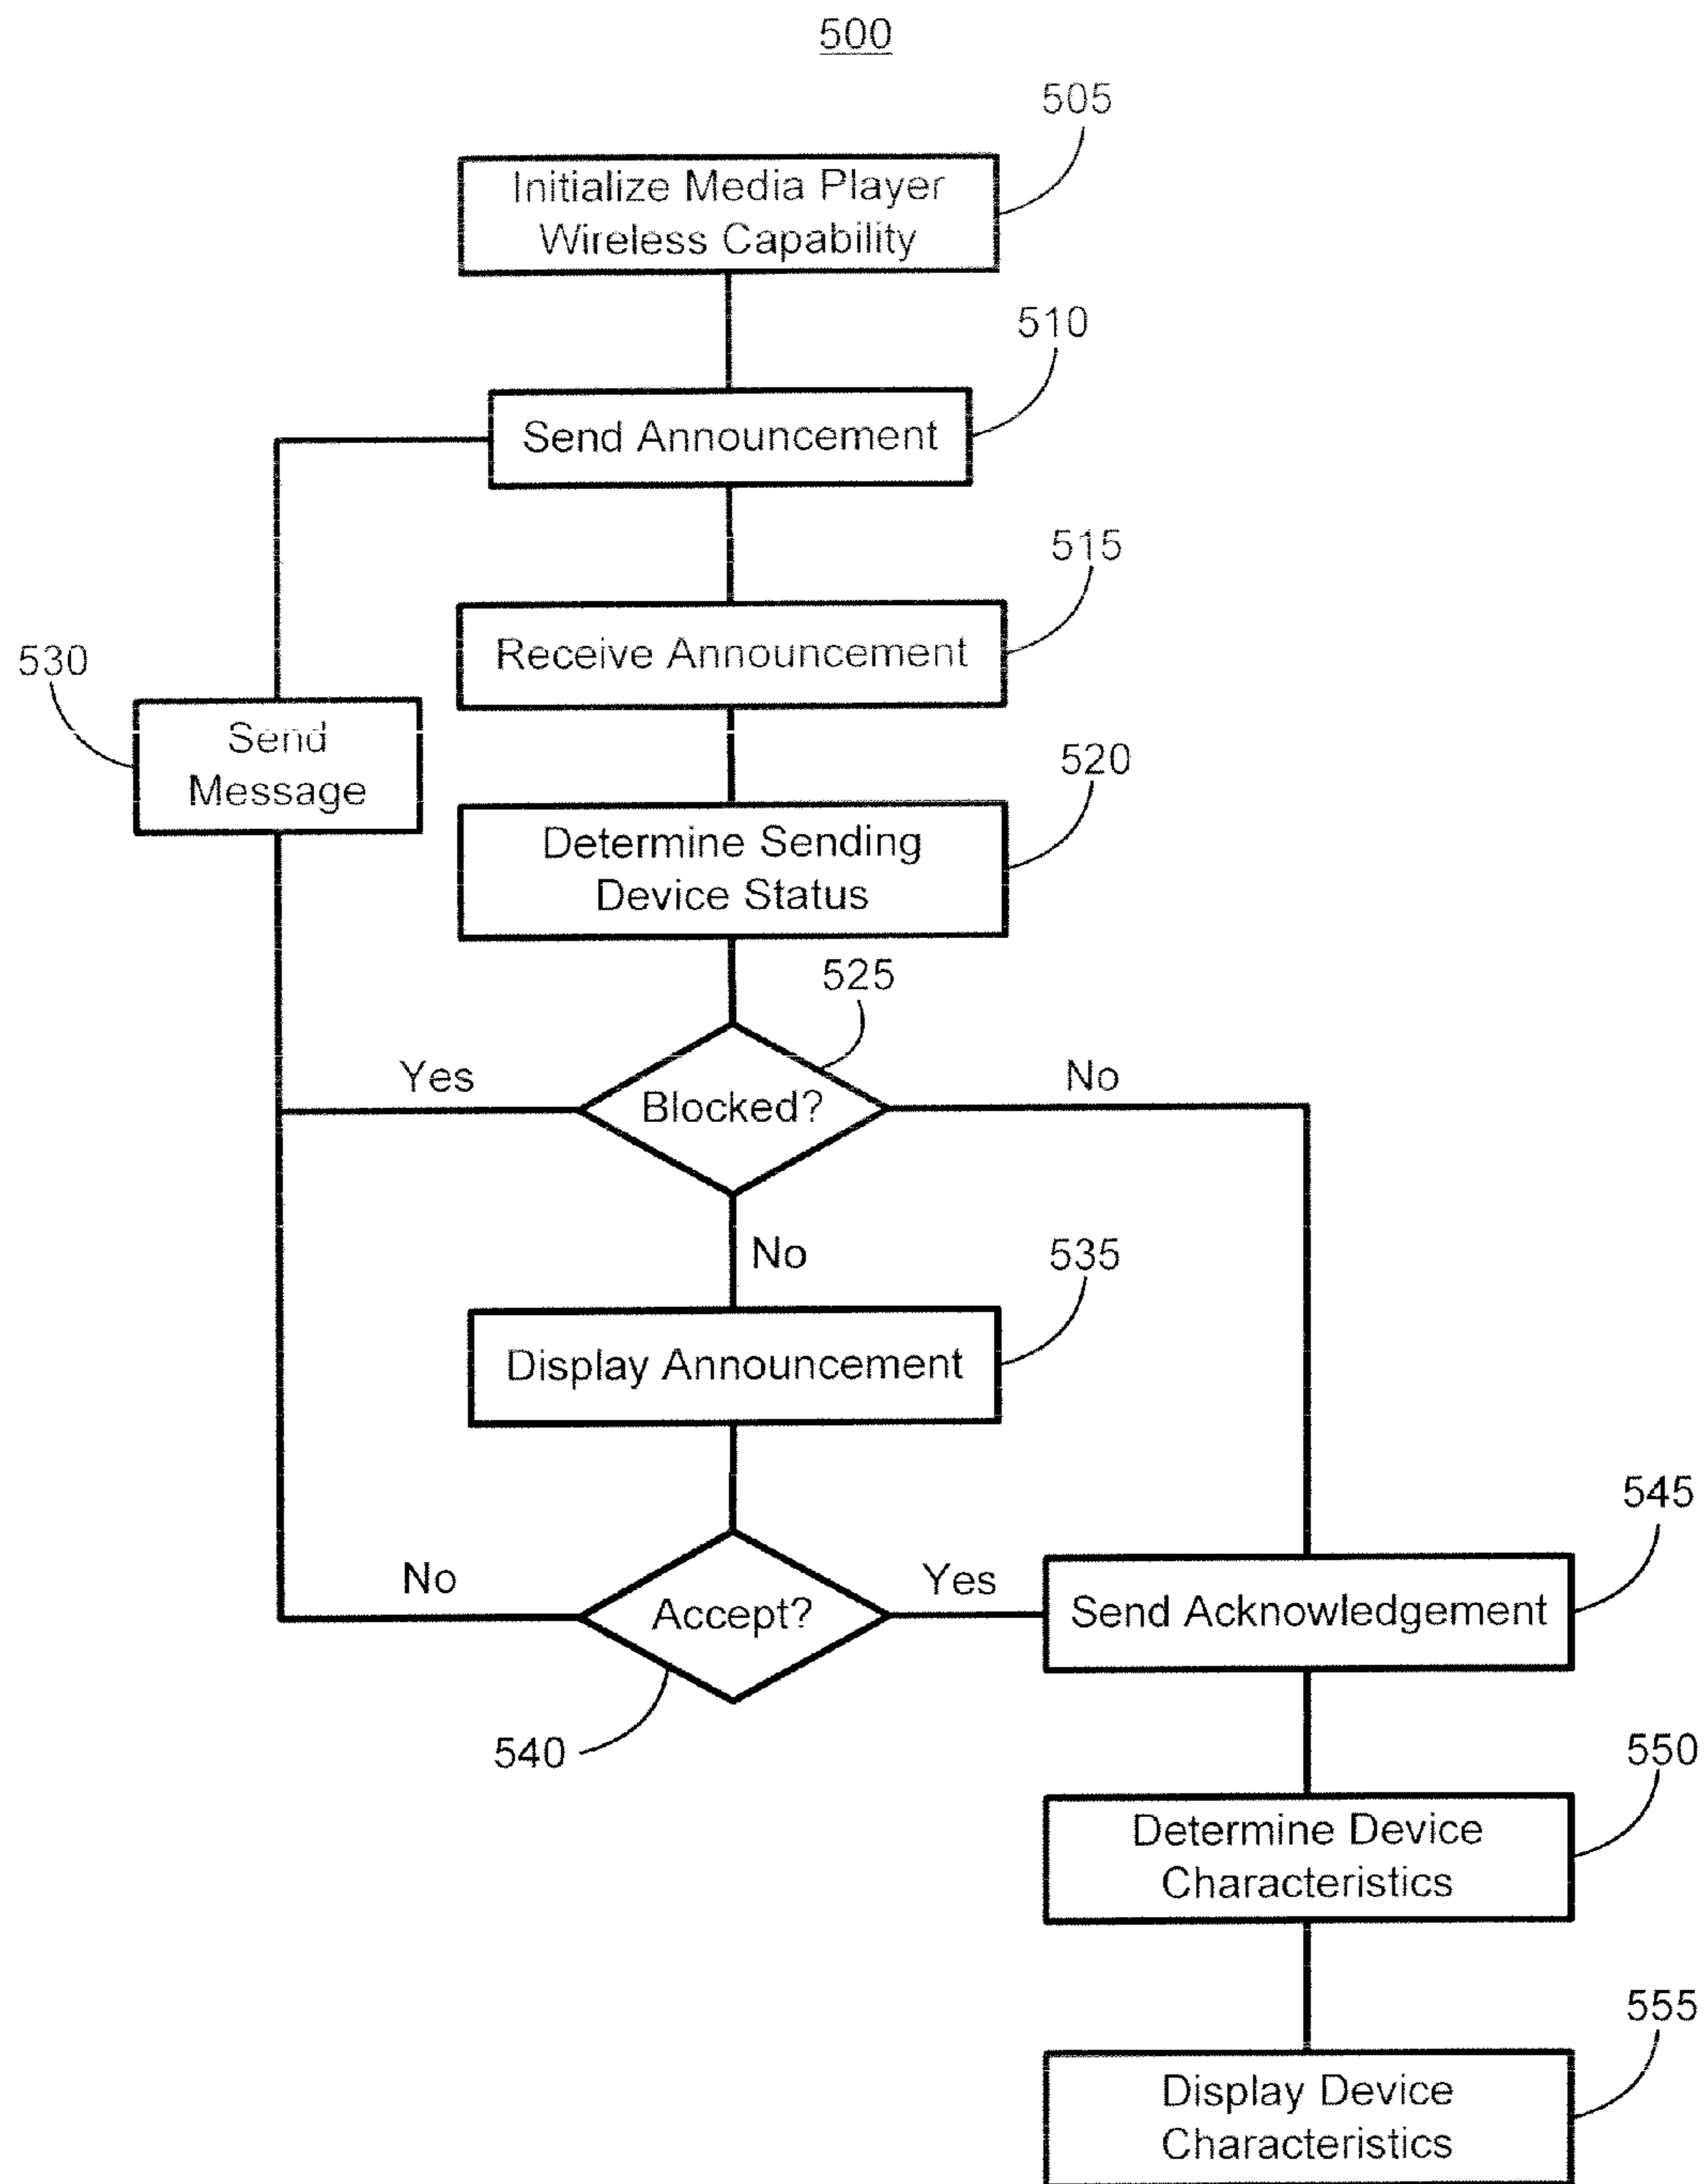 500
505
Initialize Media Player
Wireless Capability
510
Send Announcement
515
Receive Announcement
530
Send
Message
520
Determine Sending
Device Status
525
Yes
Blocked?
No
No
535
Display Announcement
545
No
Accept?
Yes
Send Acknowledgement
540
550
Determine Device
Characteristics
555
Display Device
Characteristics